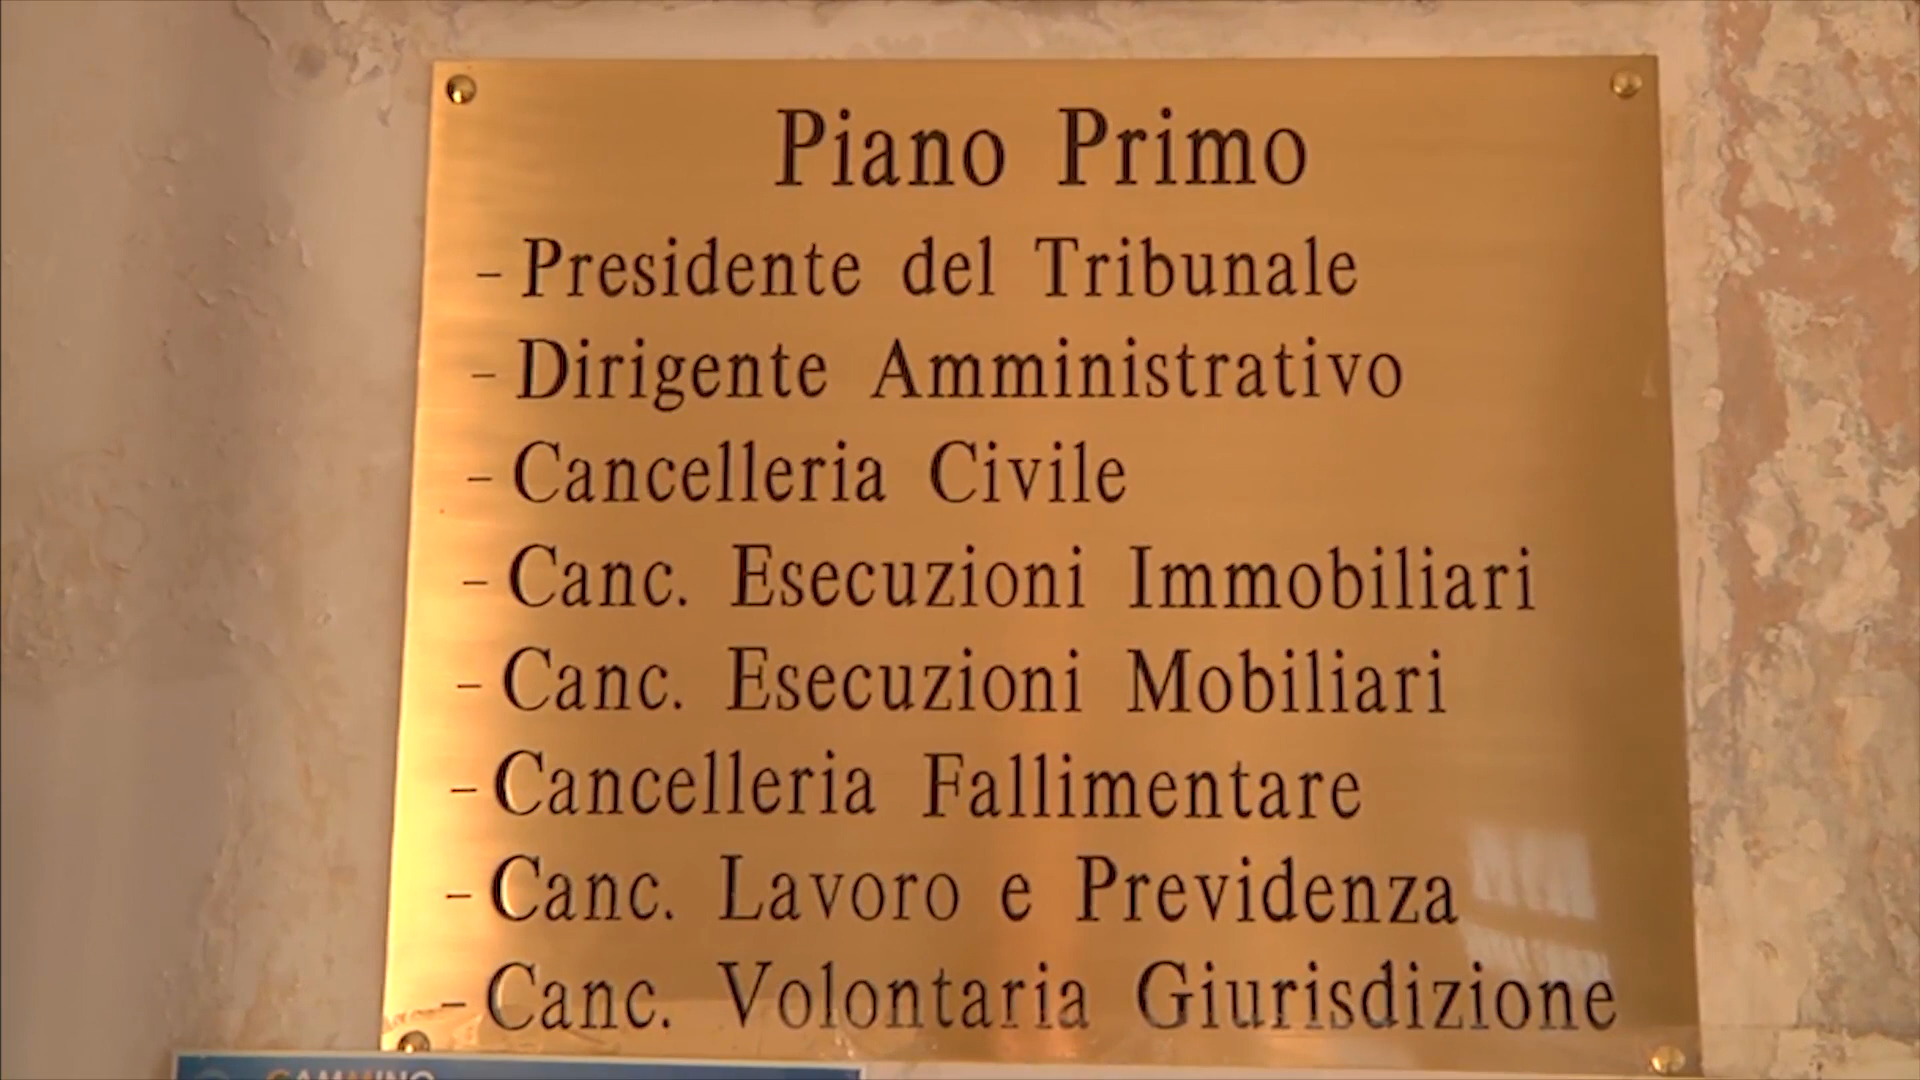 Piano Primo
- Presidente del Tribunale
- Dirigente Amministrativo
- Cancelleria Civile
- Canc. Esecuzioni Immobiliari
- Canc. Esecuzioni Mobiliari
- Cancelleria Fallimentare
- Canc. Lavoro e Previdenza
- Canc. Volontaria Giurisdizione
CAMMINO